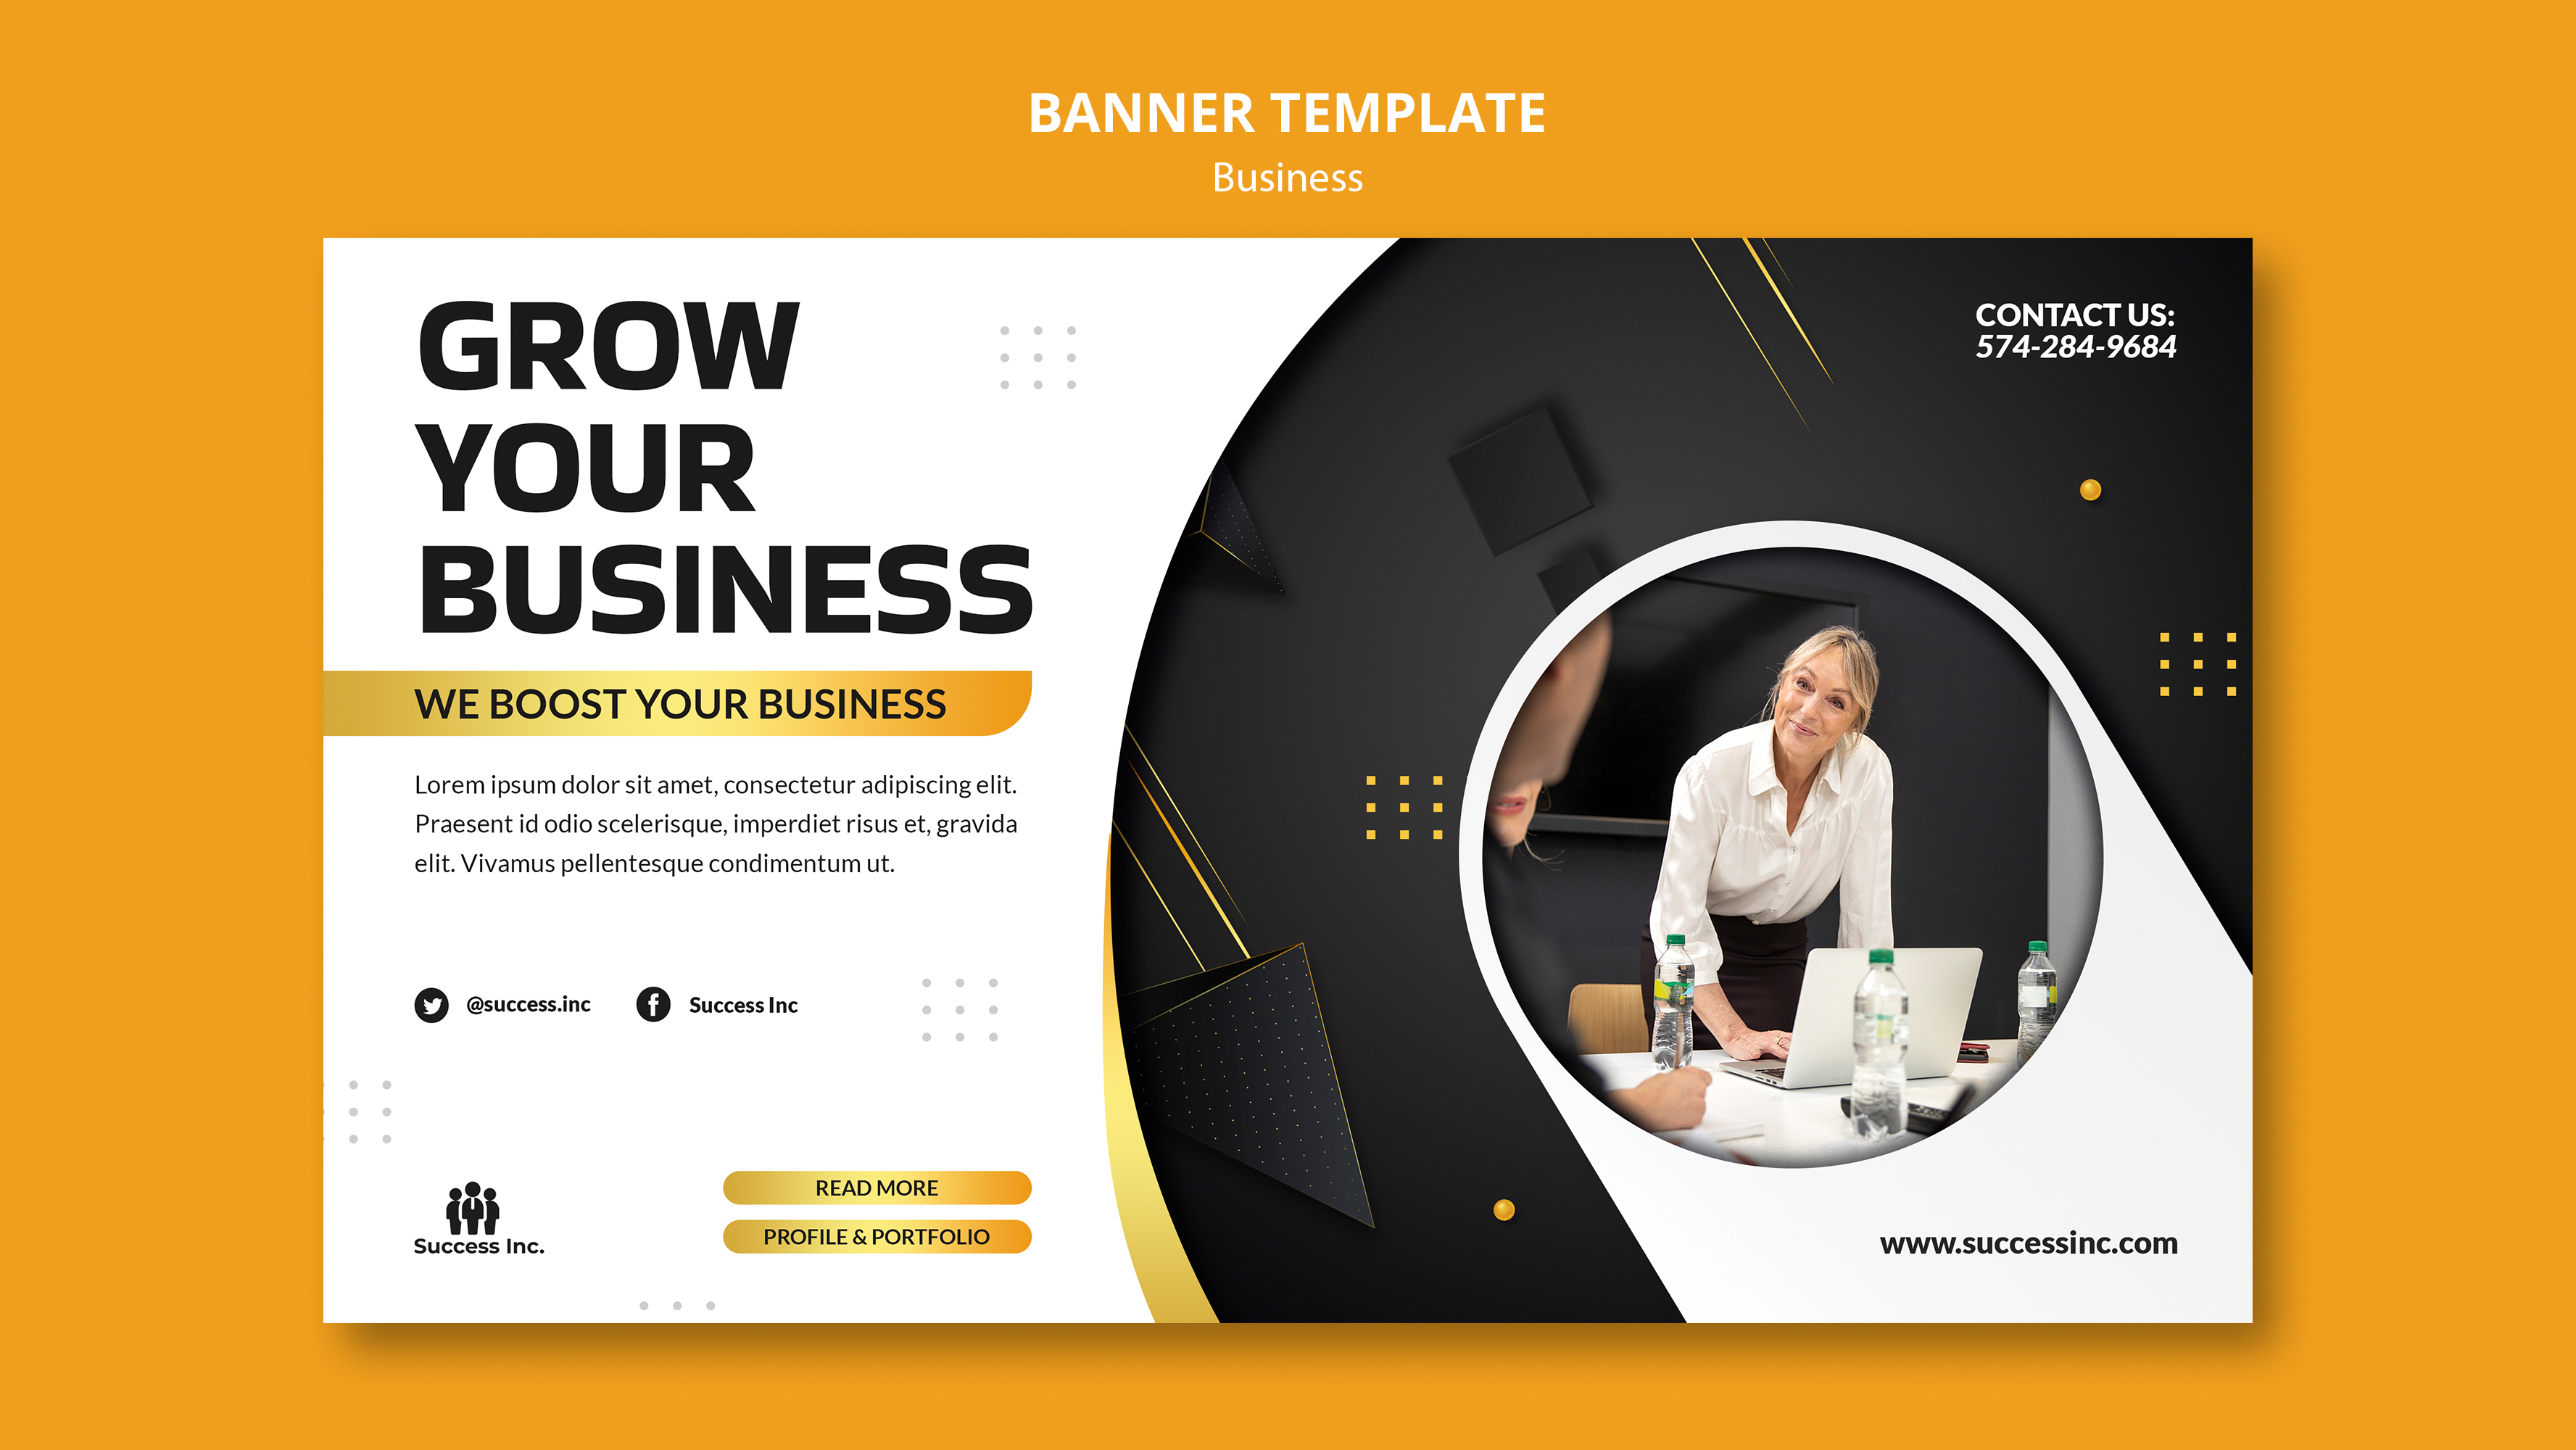 BANNER TEMPLATE
Business
GROW
YOUR
BUSINESS
WE BOOST YOUR BUSINESS
Lorem ipsum dolor sit amet, consectetur adipiscing elit.
Praesent id odio scelerisque, imperdiet risus et, gravida
elit. Vivamus pellentesque condimentum ut.
@success.inc
Success Inc
Success Inc.
READ MORE
PROFILE & PORTFOLIO
CONTACT US:
574-284-9684
www.successinc.com